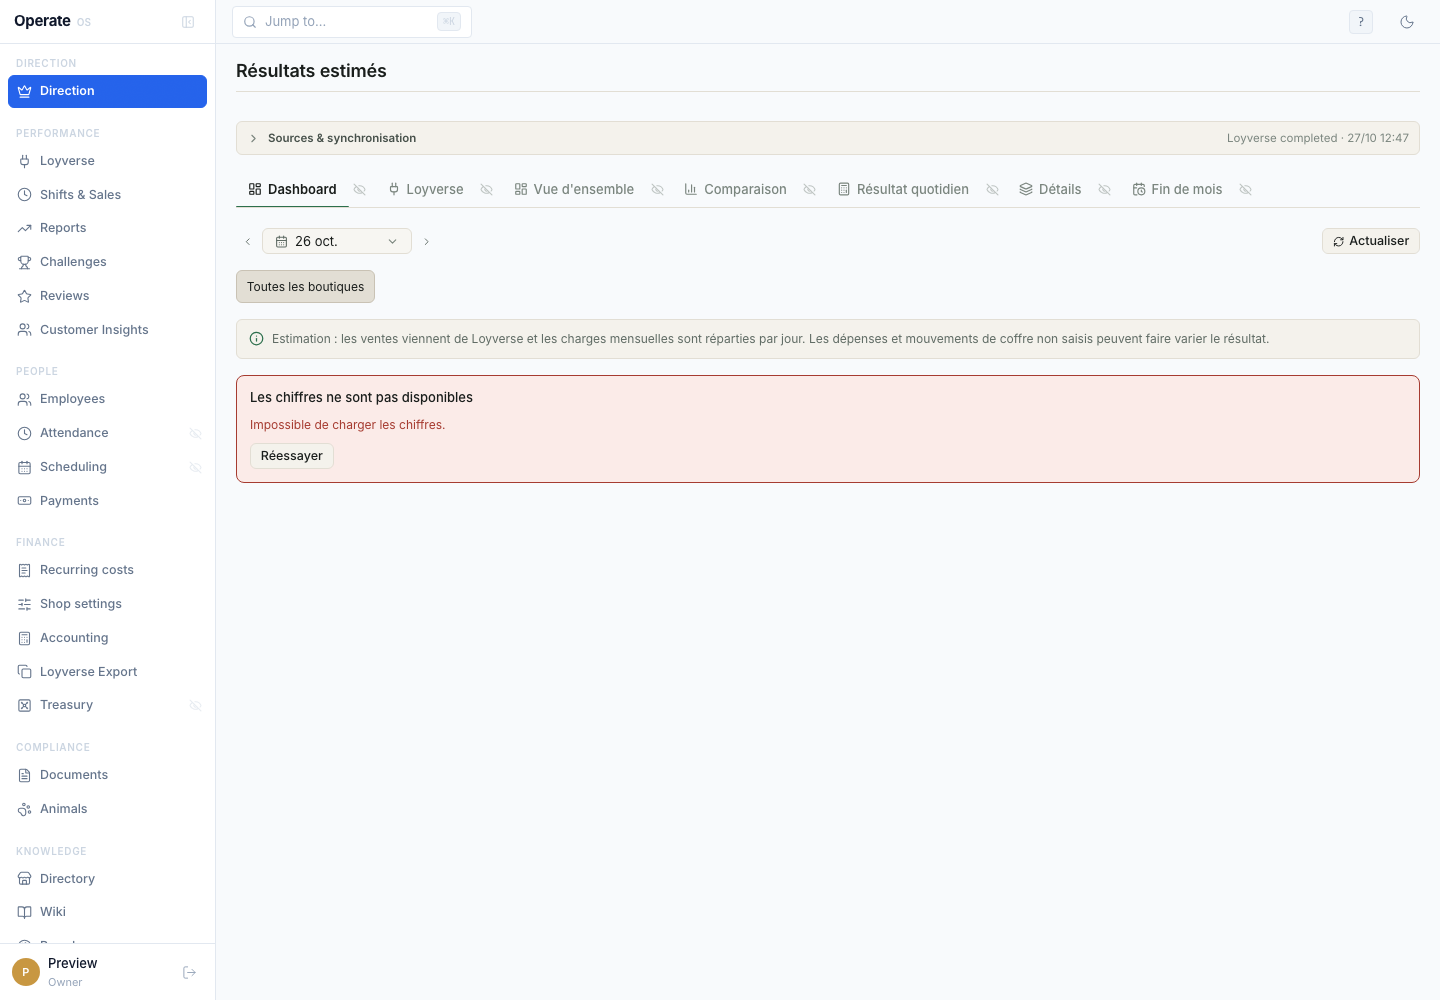 Operate OS
Jump to...
⌘K
?
DIRECTION
Direction
PERFORMANCE
Loyverse
Shifts & Sales
Reports
Challenges
Reviews
Customer Insights
PEOPLE
Employees
Attendance
Scheduling
Payments
FINANCE
Recurring costs
Shop settings
Accounting
Loyverse Export
Treasury
COMPLIANCE
Documents
Animals
KNOWLEDGE
Directory
Wiki
P
Preview
Owner
Résultats estimés
Sources & synchronisation
Loyverse completed · 27/10 12:47
Dashboard
Loyverse
Vue d'ensemble
Comparaison
Résultat quotidien
Détails
Fin de mois
26 oct.
Actualiser
Toutes les boutiques
Estimation : les ventes viennent de Loyverse et les charges mensuelles sont réparties par jour. Les dépenses et mouvements de coffre non saisis peuvent faire varier le résultat.
Les chiffres ne sont pas disponibles
Impossible de charger les chiffres.
Réessayer